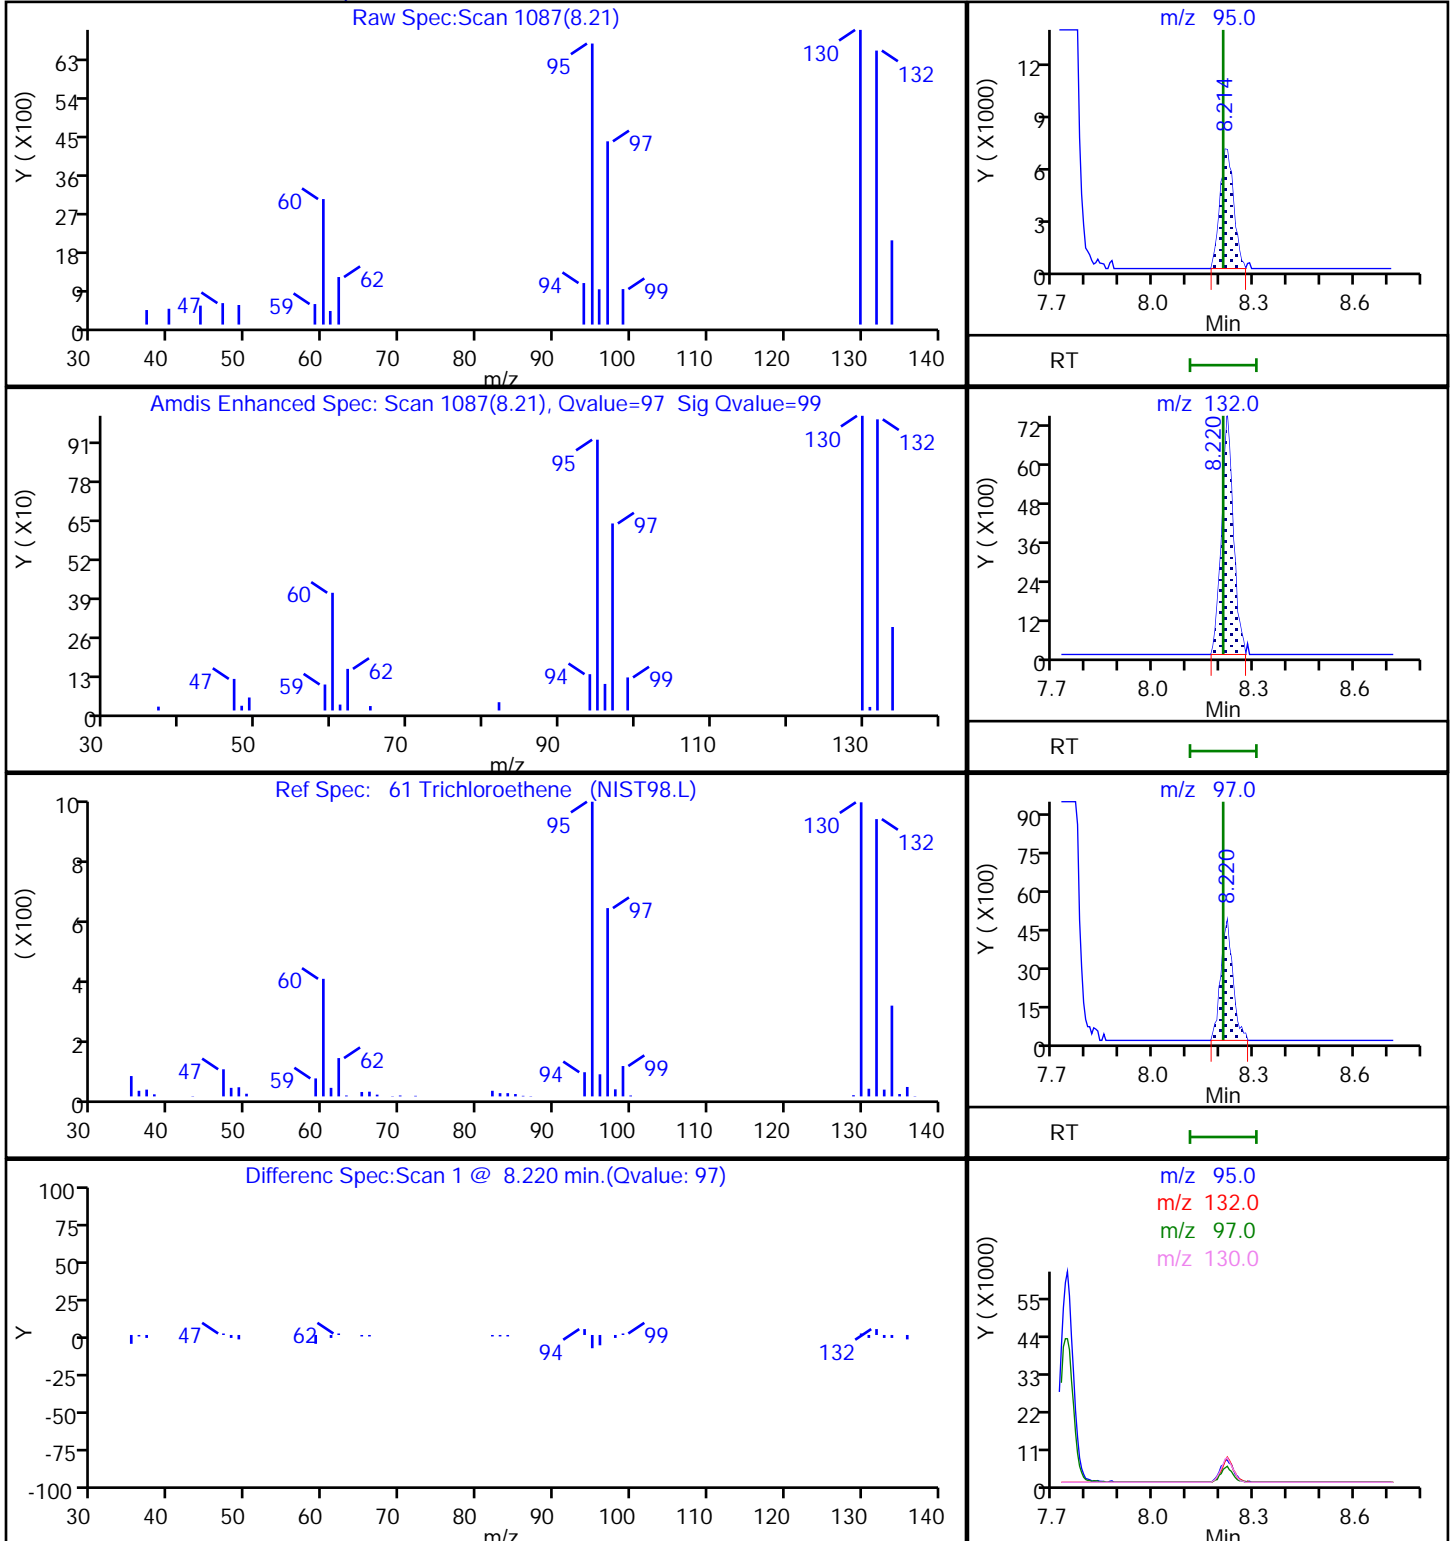 Raw Spec:Scan 1087(8.21)
Y ( X100)
63
54
45
36
27
18
9
0
95
130
132
97
60
47
59
62
94
99
30 40 50 60 70 80 90 100 110 120 130 140
m/z
m/z 95.0
Y ( X1000)
12
9
6
3
0
8.214
7.7 8.0 8.3 8.6
Min
RT
Amdis Enhanced Spec: Scan 1087(8.21), Qvalue=97 Sig Qvalue=99
Y ( X10)
91
78
65
52
39
26
13
0
95
130
132
97
60
47
59
62
94
99
30 50 70 90 110 130
m/z
m/z 132.0
Y ( X100)
72
60
48
36
24
12
0
8.220
7.7 8.0 8.3 8.6
Min
RT
Ref Spec: 61 Trichloroethene (NIST98.L)
( X100)
10
8
6
4
2
0
95
130
132
97
60
47
59
62
94
99
30 40 50 60 70 80 90 100 110 120 130 140
m/z 97.0
Y ( X100)
90
75
60
45
30
15
0
8.220
7.7 8.0 8.3 8.6
Min
RT
Differenc Spec:Scan 1 @ 8.220 min.(Qvalue: 97)
Y
100
75
50
25
0
-25
-50
-75
-100
47
62
94
99
132
30 40 50 60 70 80 90 100 110 120 130 140
m/z
m/z 95.0
m/z 132.0
m/z 97.0
m/z 130.0
Y ( X1000)
55
44
33
22
11
0
7.7 8.0 8.3 8.6
Min